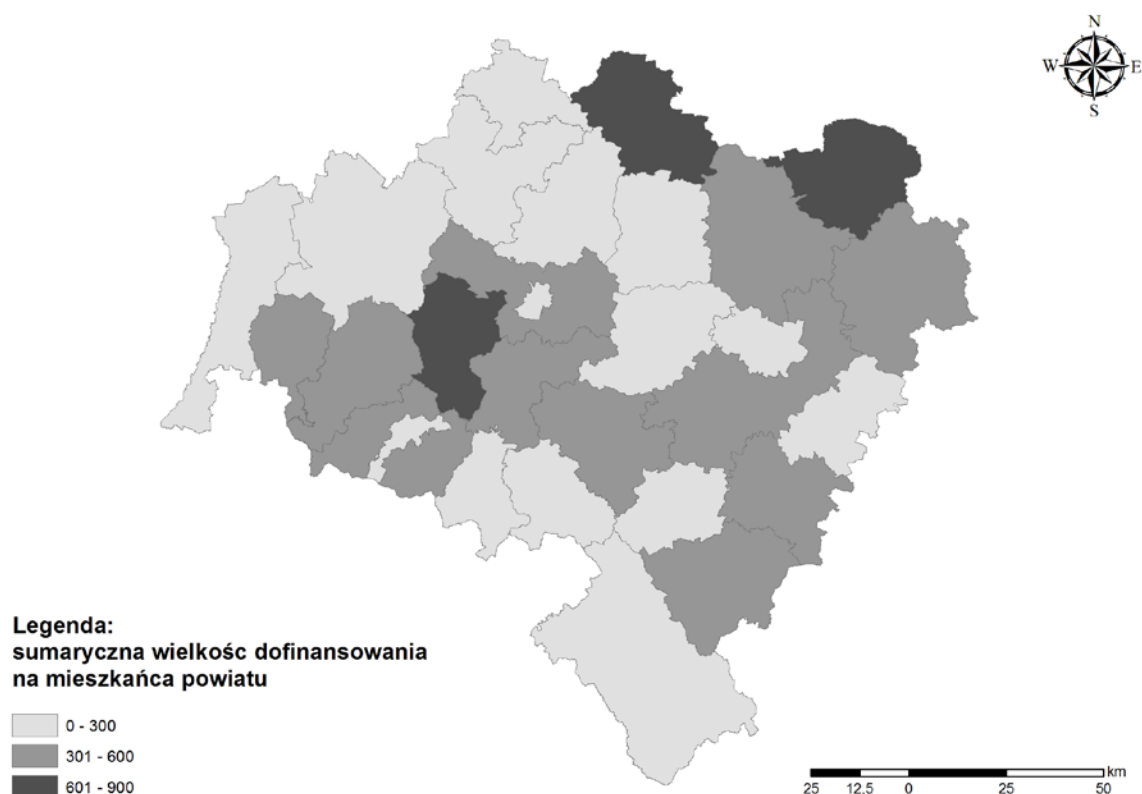 N
W E
S
Legenda:
sumaryczna wielkośc dofinansowania
na mieszkańca powiatu
0 - 300
301 - 600
601 - 900
km
25 12.5 0 25 50